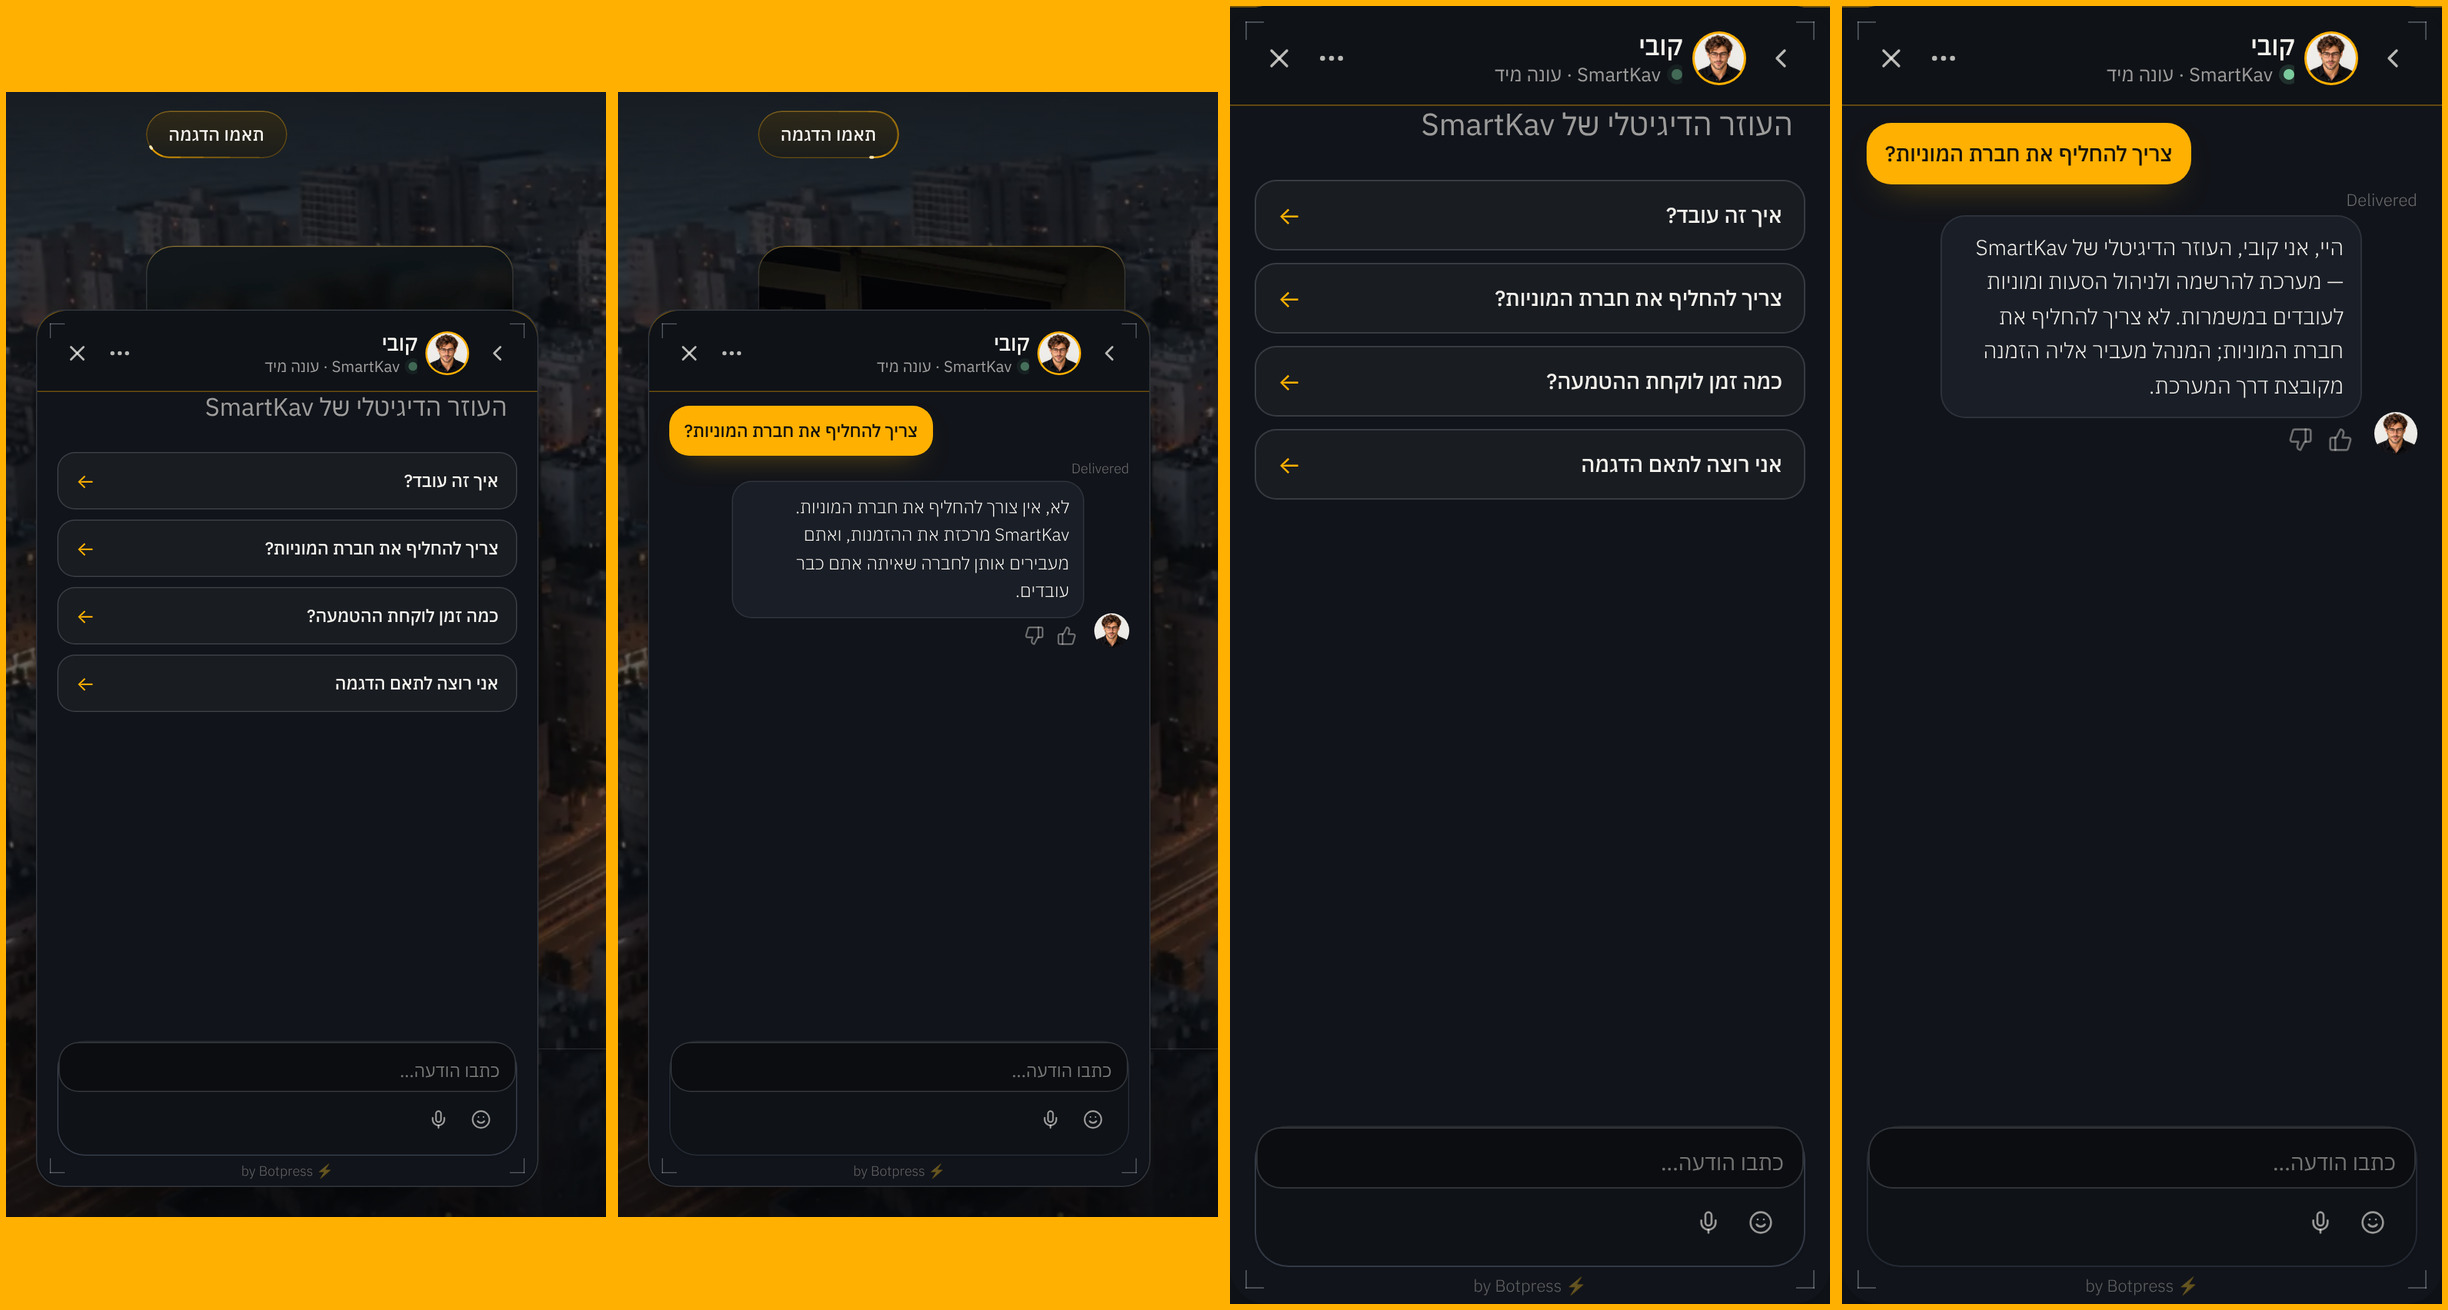 תאמו הדגמה
קובי
SmartKav · עונה מיד
העוזר הדיגיטלי של SmartKav
איך זה עובד?
צריך להחליף את חברת המוניות?
כמה זמן לוקחת ההטמעה?
אני רוצה לתאם הדגמה
כתבו הודעה...
by Botpress ⚡
תאמו הדגמה
קובי
SmartKav · עונה מיד
צריך להחליף את חברת המוניות?
Delivered
לא, אין צורך להחליף את חברת המוניות.
SmartKav מרכזת את ההזמנות, ואתם
מעבירים אותן לחברה שאיתה אתם כבר
עובדים.
כתבו הודעה...
by Botpress ⚡
קובי
SmartKav · עונה מיד
העוזר הדיגיטלי של SmartKav
איך זה עובד?
צריך להחליף את חברת המוניות?
כמה זמן לוקחת ההטמעה?
אני רוצה לתאם הדגמה
כתבו הודעה...
by Botpress ⚡
קובי
SmartKav · עונה מיד
צריך להחליף את חברת המוניות?
Delivered
היי, אני קובי, העוזר הדיגיטלי של SmartKav
— מערכת להרשמה ולניהול הסעות ומוניות
לעובדים במשמרות. לא צריך להחליף את
חברת המוניות; המנהל מעביר אליה הזמנה
מקובצת דרך המערכת.
כתבו הודעה...
by Botpress ⚡